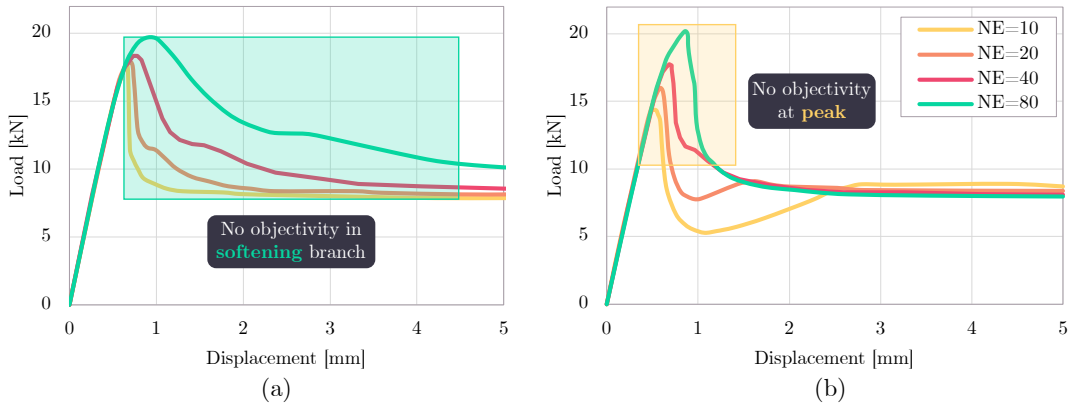 20
15
10
5
0
0
1
2
3
4
5
Load [kN]
Displacement [mm]
No objectivity in
softening branch
(a)
20
15
10
5
0
0
1
2
3
4
5
Load [kN]
Displacement [mm]
No objectivity
at peak
NE=10
NE=20
NE=40
NE=80
(b)